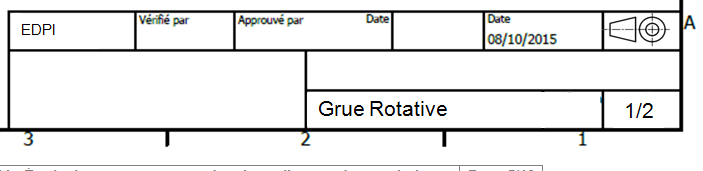 EDPI Vérifié par Approuvé par Date Date
08/10/2015
A
Grue Rotative 1/2
3 2 1